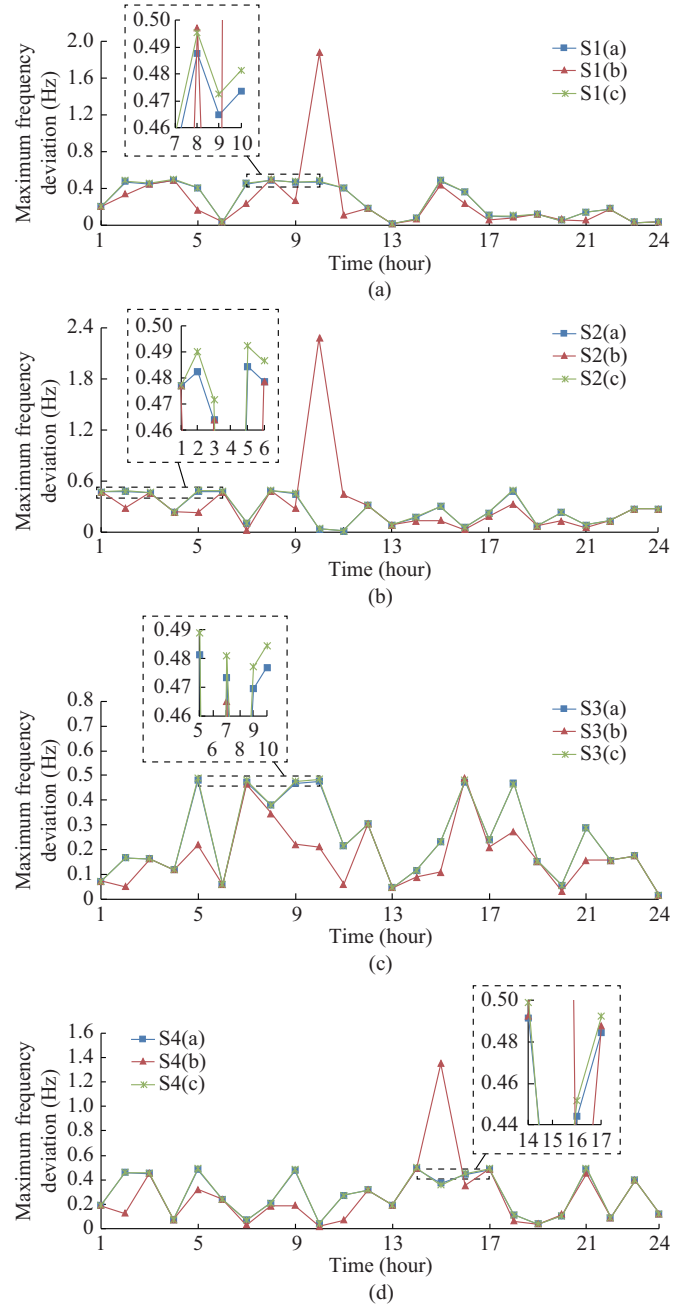 0.50
0.49
0.48
0.47
0.46
7 8 9 10
2.0
1.6
1.2
0.8
0.4
0
Maximum frequency
deviation (Hz)
S1(a)
S1(b)
S1(c)
1 5 9 13 17 21 24
Time (hour)
(a)
0.50
0.49
0.48
0.47
0.46
1 2 3 4 5 6
2.4
1.8
1.2
0.6
0
Maximum frequency
deviation (Hz)
S2(a)
S2(b)
S2(c)
1 5 9 13 17 21 24
Time (hour)
(b)
0.49
0.48
0.47
0.46
5 7 9
6 8 10
0.8
0.7
0.6
0.5
0.4
0.3
0.2
0.1
0
Maximum frequency
deviation (Hz)
S3(a)
S3(b)
S3(c)
1 5 9 13 17 21 24
Time (hour)
(c)
0.50
0.48
0.46
0.44
14 15 16 17
1.6
1.4
1.2
1.0
0.8
0.6
0.4
0.2
0
Maximum frequency
deviation (Hz)
S4(a)
S4(b)
S4(c)
1 5 9 13 17 21 24
Time (hour)
(d)